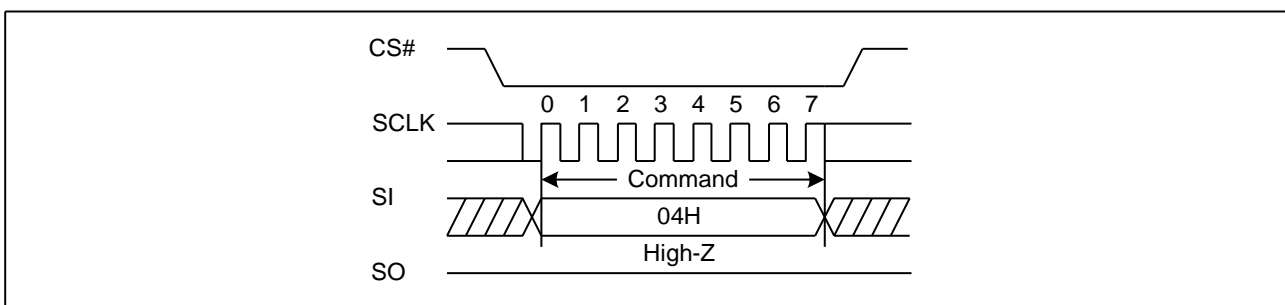 CS#
0 1 2 3 4 5 6 7
SCLK
Command
SI
04H
High-Z
SO